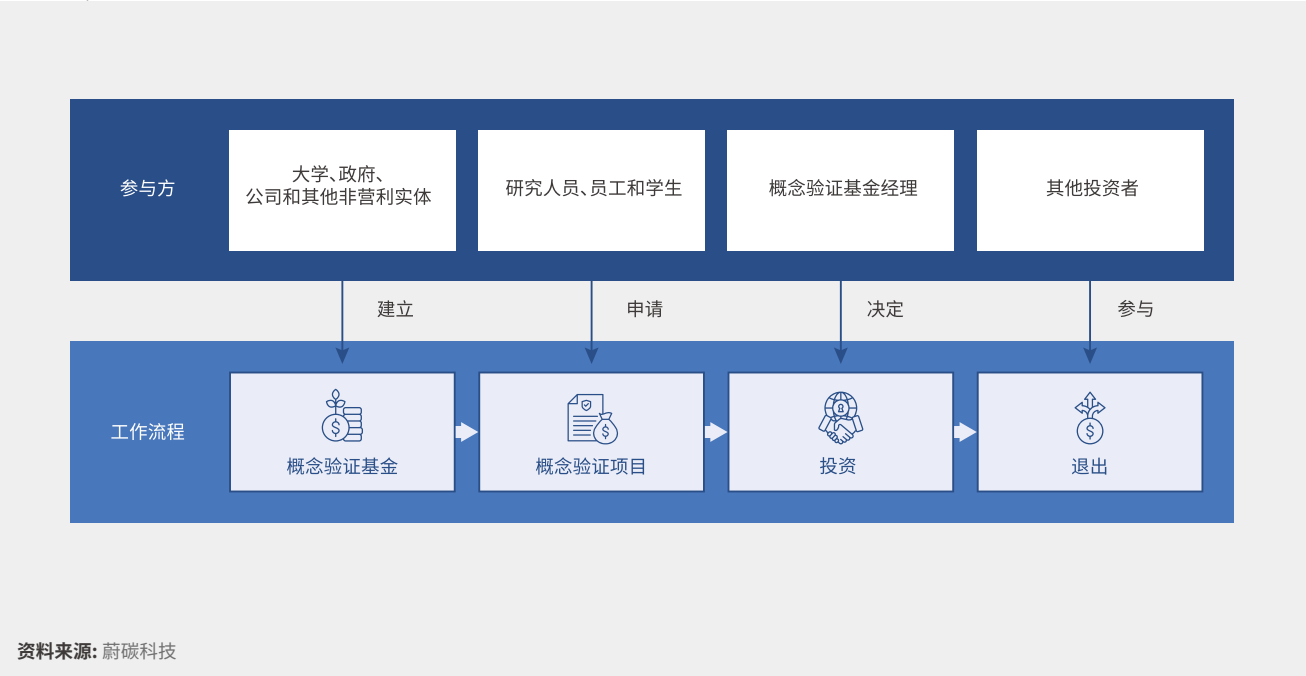 参与方
大学、政府、
公司和其他非营利实体
研究人员、员工和学生
概念验证基金经理
其他投资者
建立
申请
决定
参与
工作流程
概念验证基金
概念验证项目
投资
退出
资料来源: 蔚碳科技